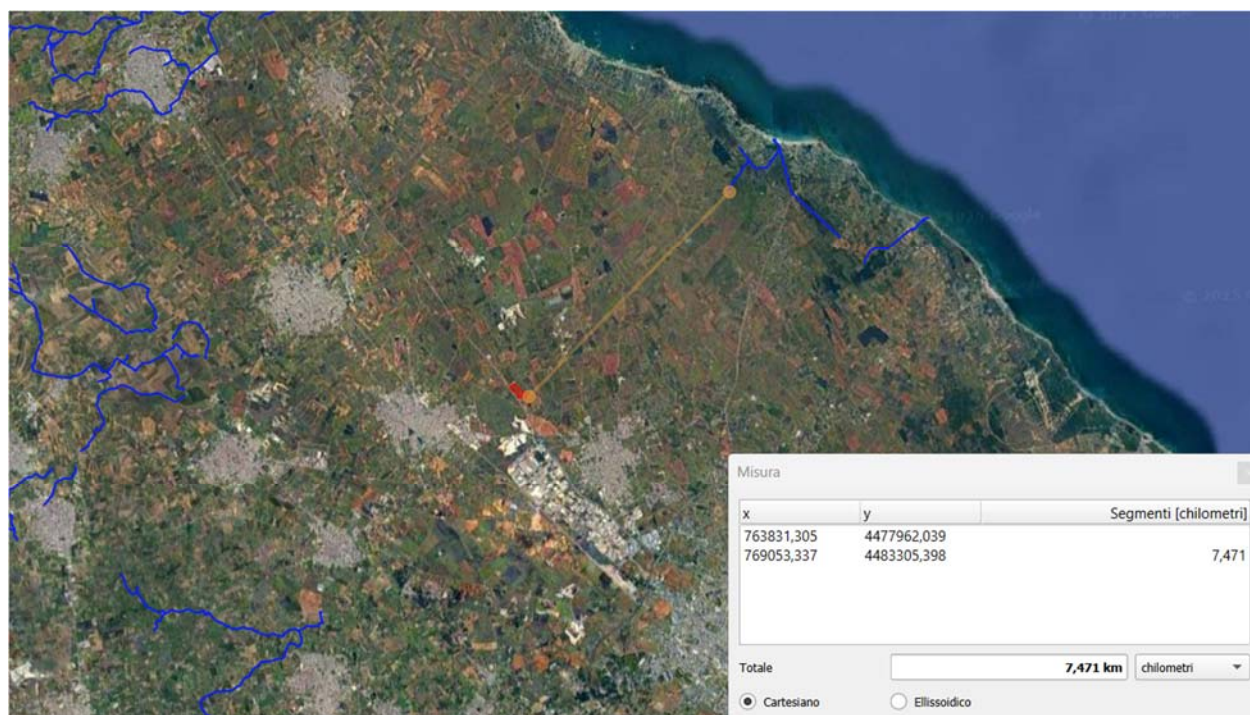 Misura
x y Segmenti [chilometri]
763831,305 4477962,039
769053,337 4483305,398 7,471
Totale 7,471 km chilometri
Cartesiano Ellissoidico